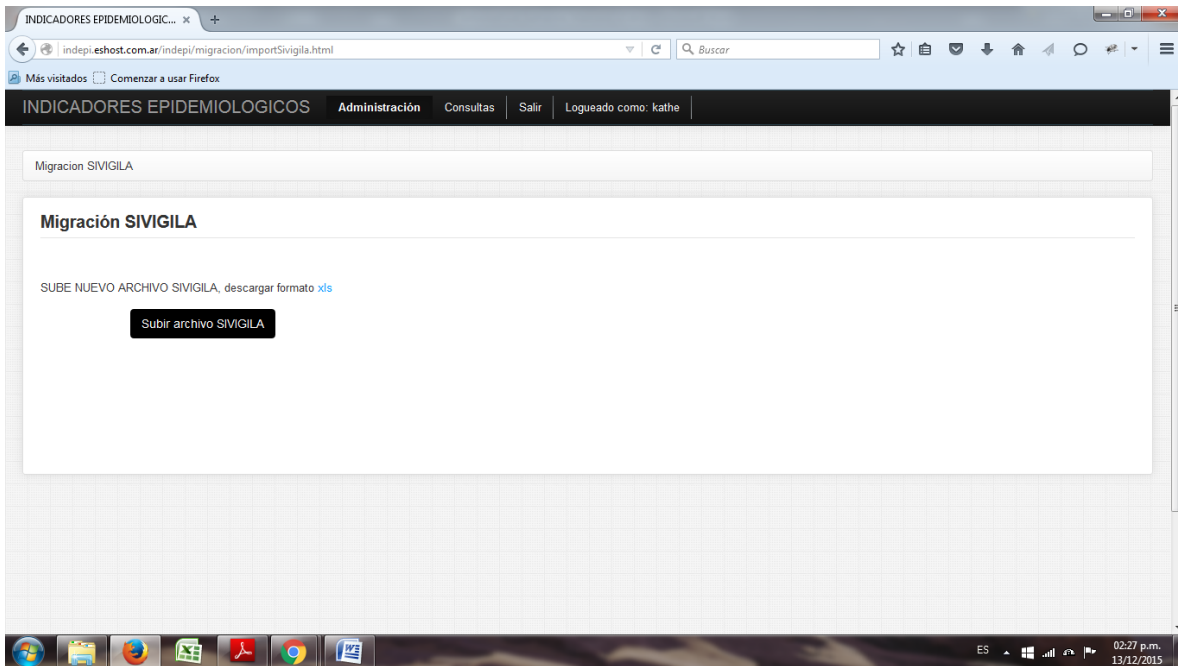 INDICADORES EPIDEMIOLOGIC...
indepi.eshost.com.ar/indepi/migracion/importSivigila.html
Buscar
Más visitados Comenzar a usar Firefox
INDICADORES EPIDEMIOLOGICOS Administración Consultas Salir Logueado como: kathe
Migracion SIVIGILA
Migración SIVIGILA
SUBE NUEVO ARCHIVO SIVIGILA, descargar formato xls
Subir archivo SIVIGILA
ES 02:27 p.m.
13/12/2015